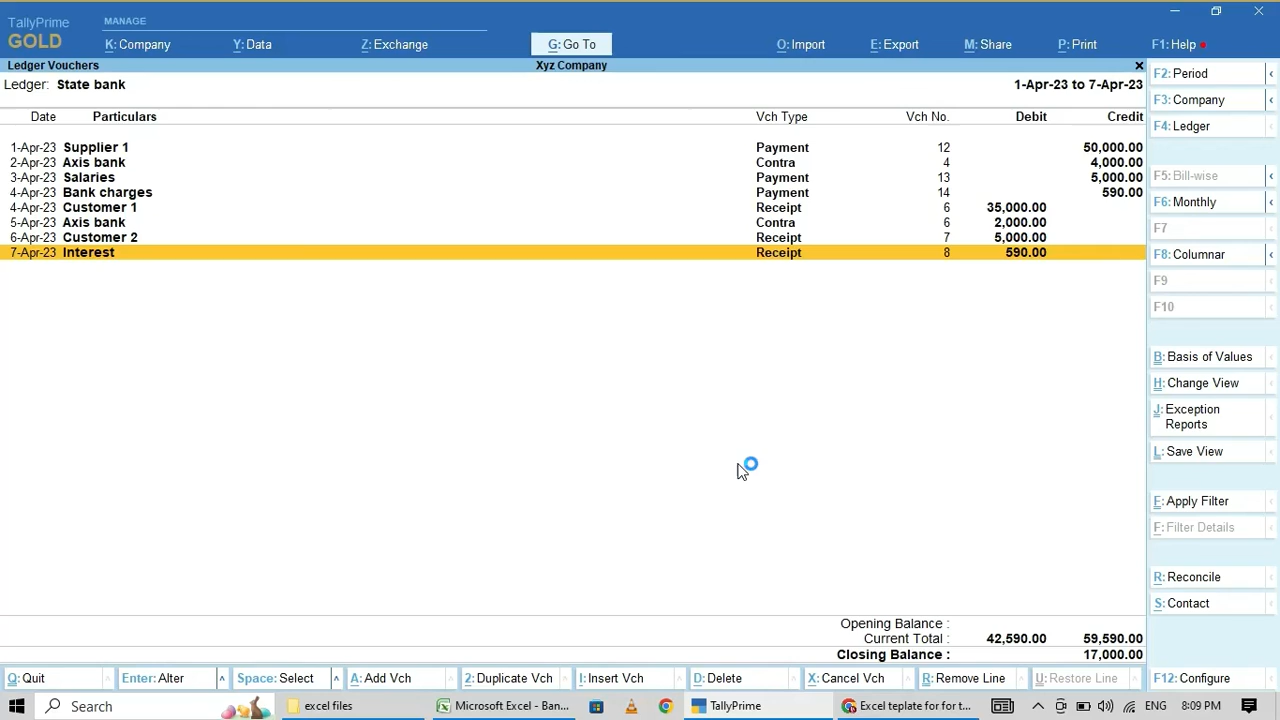 TallyPrime
GOLD
MANAGE
K: Company Y: Data Z: Exchange G: Go To O: Import E: Export M: Share P: Print F1: Help
Ledger Vouchers Xyz Company
Ledger: State bank 1-Apr-23 to 7-Apr-23
Date Particulars Vch Type Vch No. Debit Credit
1-Apr-23 Supplier 1 Payment 12 50,000.00
2-Apr-23 Axis bank Contra 4 4,000.00
3-Apr-23 Salaries Payment 13 5,000.00
4-Apr-23 Bank charges Payment 14 590.00
4-Apr-23 Customer 1 Receipt 6 35,000.00
5-Apr-23 Axis bank Contra 6 2,000.00
6-Apr-23 Customer 2 Receipt 7 5,000.00
7-Apr-23 Interest Receipt 8 590.00
Opening Balance :
Current Total : 42,590.00 59,590.00
Closing Balance : 17,000.00
F2: Period
F3: Company
F4: Ledger
F5: Bill-wise
F6: Monthly
F7
F8: Columnar
F9
F10
B: Basis of Values
H: Change View
J: Exception
Reports
L: Save View
E: Apply Filter
F: Filter Details
R: Reconcile
S: Contact
Q: Quit Enter: Alter Space: Select A: Add Vch 2: Duplicate Vch I: Insert Vch D: Delete X: Cancel Vch R: Remove Line U: Restore Line F12: Configure
Search excel files Microsoft Excel - Ban... TallyPrime Excel teplate for for t... 8:09 PM